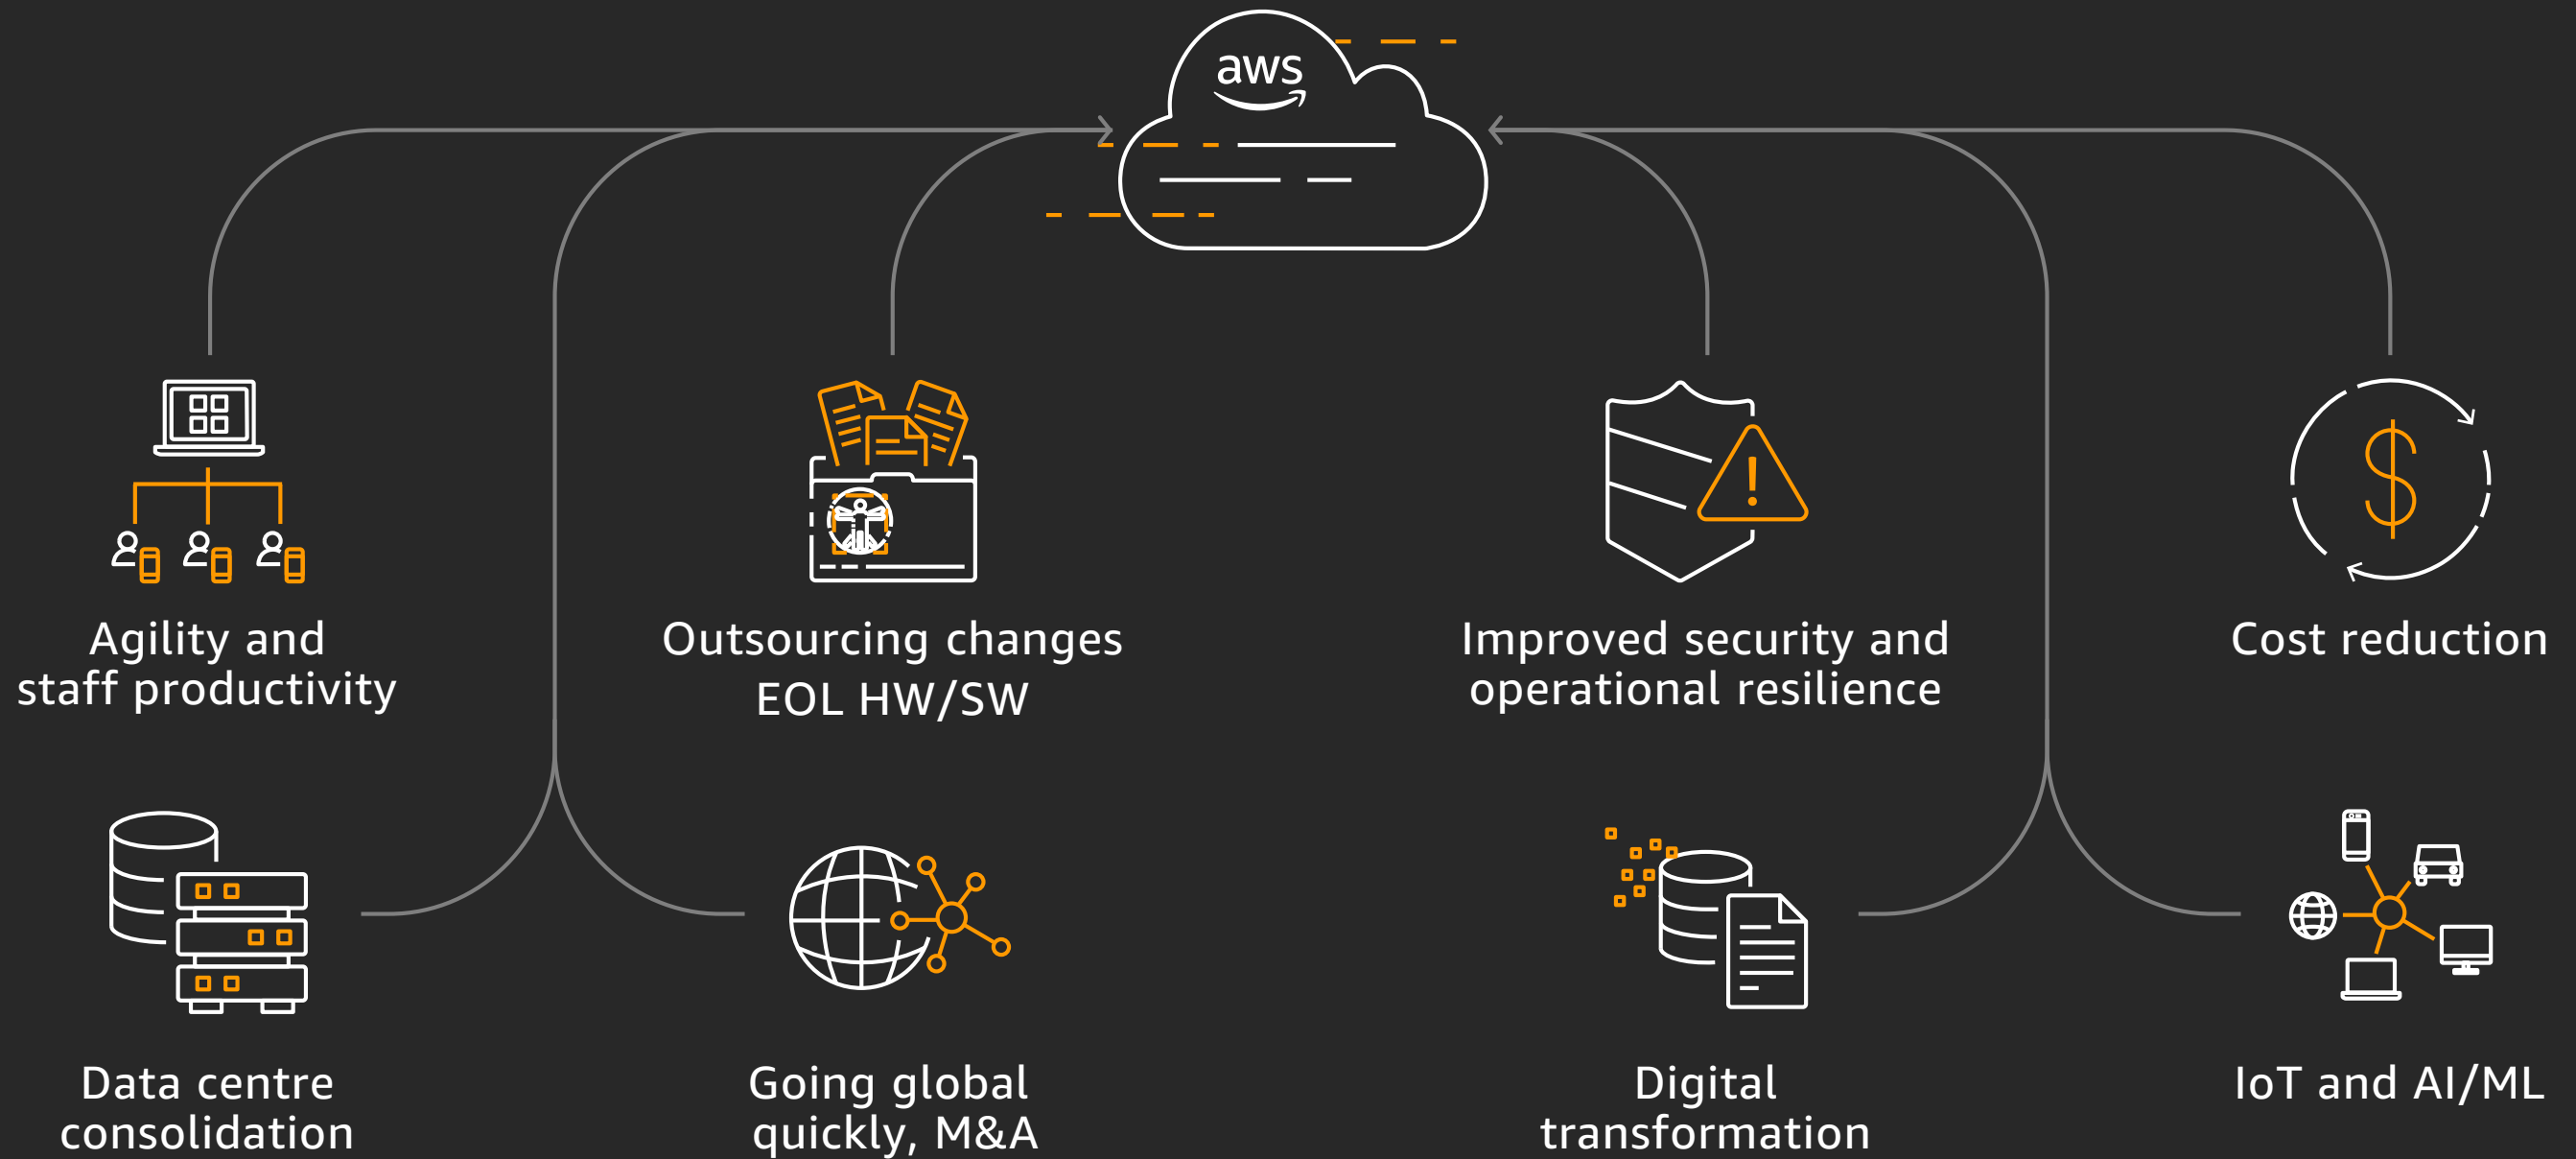 aws
Agility and
staff productivity
Outsourcing changes
EOL HW/SW
Improved security and
operational resilience
Cost reduction
Data centre
consolidation
Going global
quickly, M&A
Digital
transformation
IoT and AI/ML